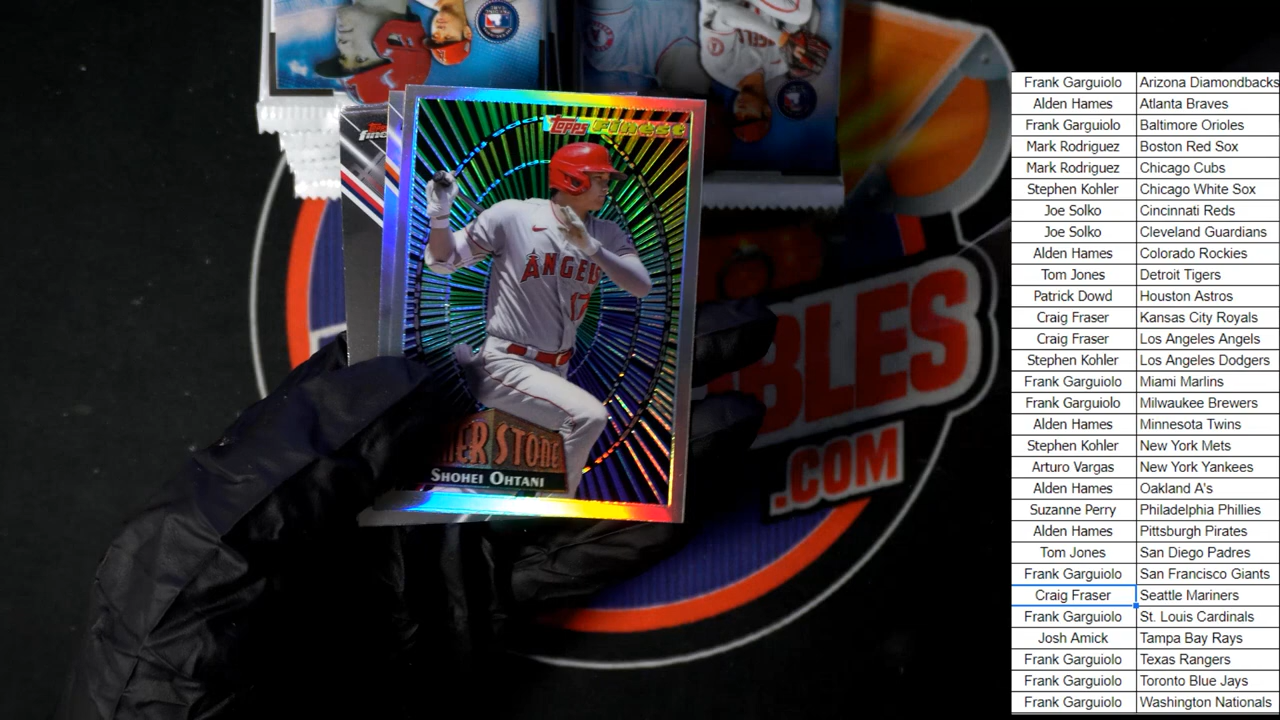 Topps Finest
ANGELS
17
NER STONE
SHOHEI OHTANI
BLES
.COM
Frank Garguiolo Arizona Diamondbacks
Alden Hames Atlanta Braves
Frank Garguiolo Baltimore Orioles
Mark Rodriguez Boston Red Sox
Mark Rodriguez Chicago Cubs
Stephen Kohler Chicago White Sox
Joe Solko Cincinnati Reds
Joe Solko Cleveland Guardians
Alden Hames Colorado Rockies
Tom Jones Detroit Tigers
Patrick Dowd Houston Astros
Craig Fraser Kansas City Royals
Craig Fraser Los Angeles Angels
Stephen Kohler Los Angeles Dodgers
Frank Garguiolo Miami Marlins
Frank Garguiolo Milwaukee Brewers
Alden Hames Minnesota Twins
Stephen Kohler New York Mets
Arturo Vargas New York Yankees
Alden Hames Oakland A's
Suzanne Perry Philadelphia Phillies
Alden Hames Pittsburgh Pirates
Tom Jones San Diego Padres
Frank Garguiolo San Francisco Giants
Craig Fraser Seattle Mariners
Frank Garguiolo St. Louis Cardinals
Josh Amick Tampa Bay Rays
Frank Garguiolo Texas Rangers
Frank Garguiolo Toronto Blue Jays
Frank Garguiolo Washington Nationals